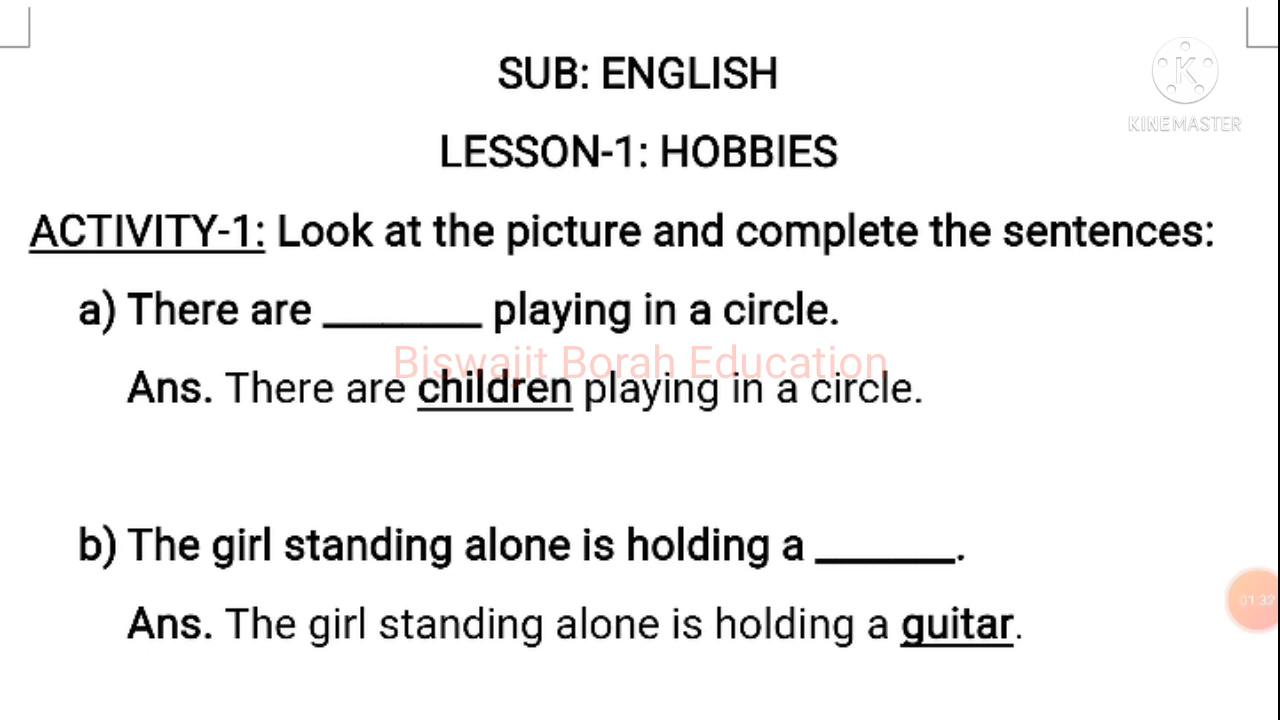 SUB: ENGLISH
KINEMASTER
LESSON-1: HOBBIES
ACTIVITY-1: Look at the picture and complete the sentences:
a) There are ________ playing in a circle.
Biswajit Borah Education
Ans. There are children playing in a circle.
b) The girl standing alone is holding a _______.
01:32
Ans. The girl standing alone is holding a guitar.